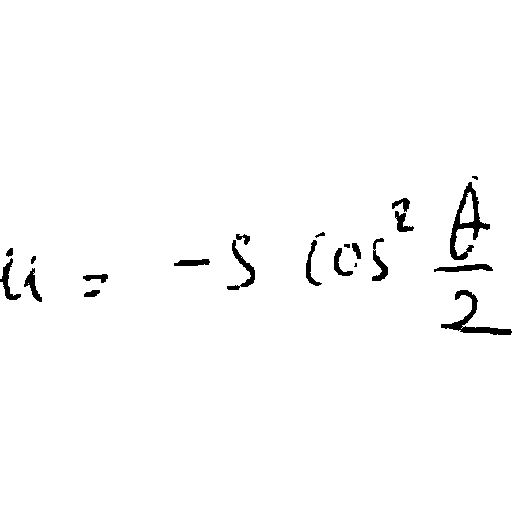 u = -s cos² θ/2